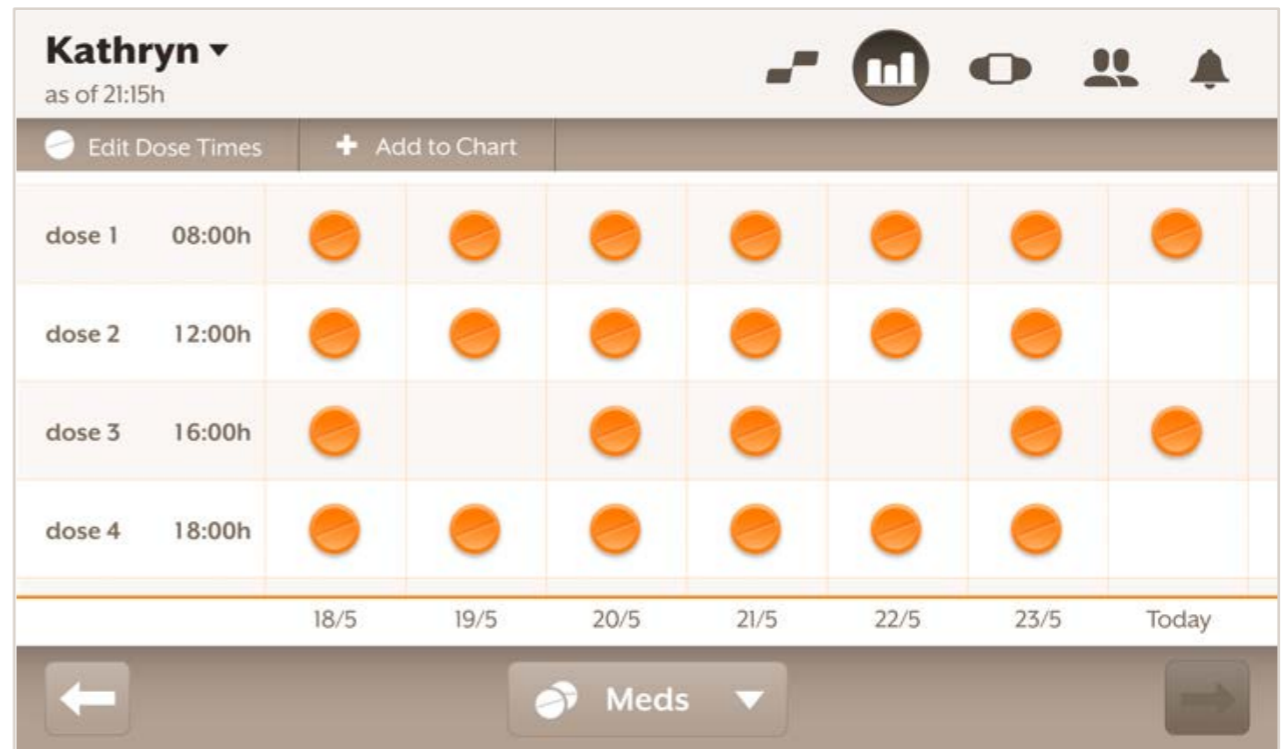 Kathryn
as of 21:15h
Edit Dose Times Add to Chart
dose 1 08:00h
dose 2 12:00h
dose 3 16:00h
dose 4 18:00h
18/5 19/5 20/5 21/5 22/5 23/5 Today
Meds